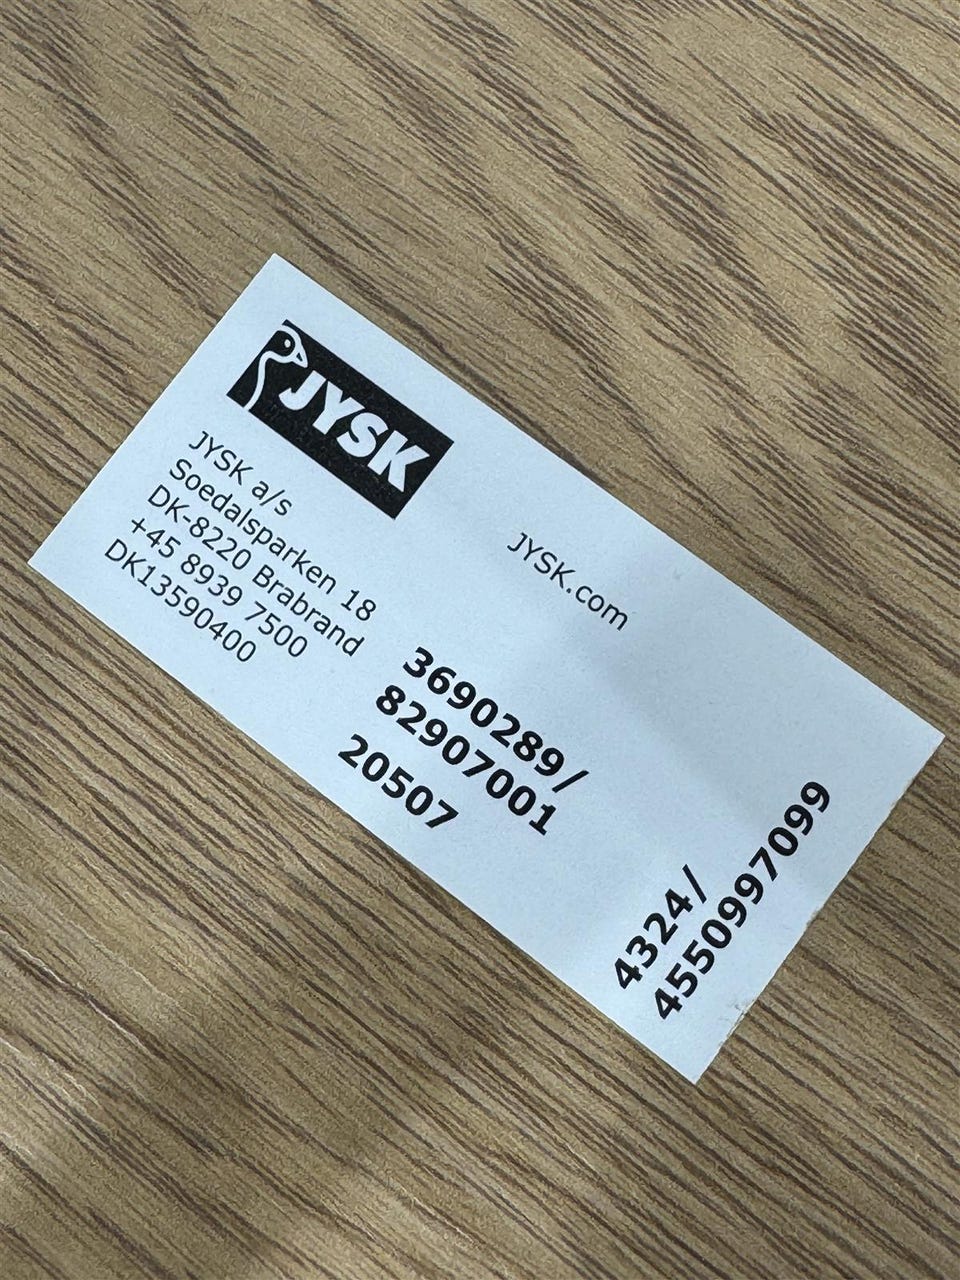 JYSK
JYSK a/s
Soedalsparken 18
DK-8220 Brabrand
+45 8939 7500
DK13590400
JYSK.com
3690289/
82907001
20507
4324/
4550997099